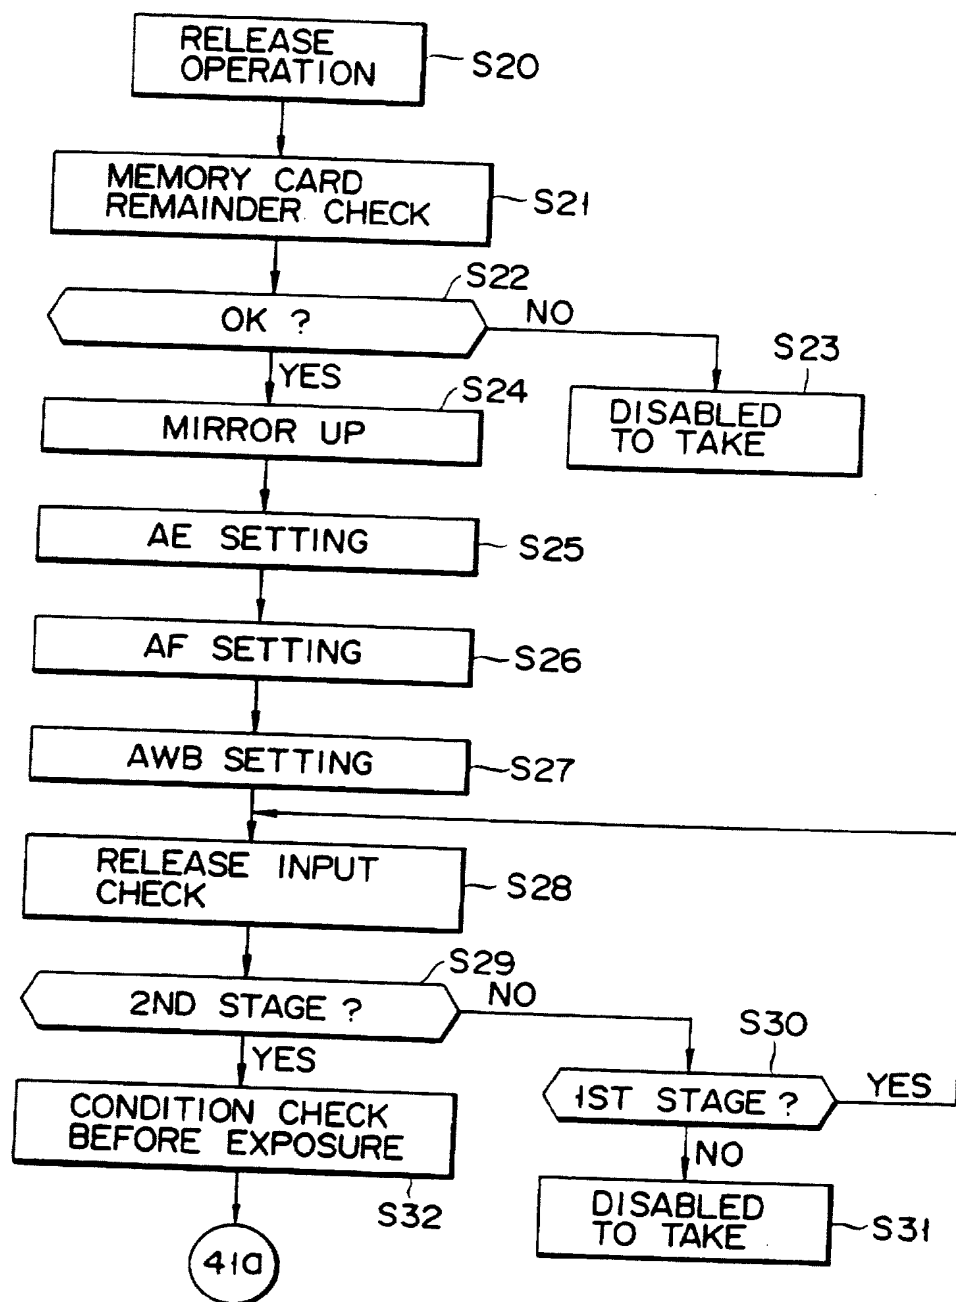 RELEASE
OPERATION
S20
MEMORY CARD
REMAINDER CHECK
S21
S22
OK ?
NO
YES
S23
DISABLED
TO TAKE
S24
MIRROR UP
AE SETTING
S25
AF SETTING
S26
AWB SETTING
S27
RELEASE INPUT
CHECK
S28
S29
2ND STAGE ?
NO
YES
S30
1ST STAGE ?
YES
NO
CONDITION CHECK
BEFORE EXPOSURE
S32
DISABLED
TO TAKE
S31
41a